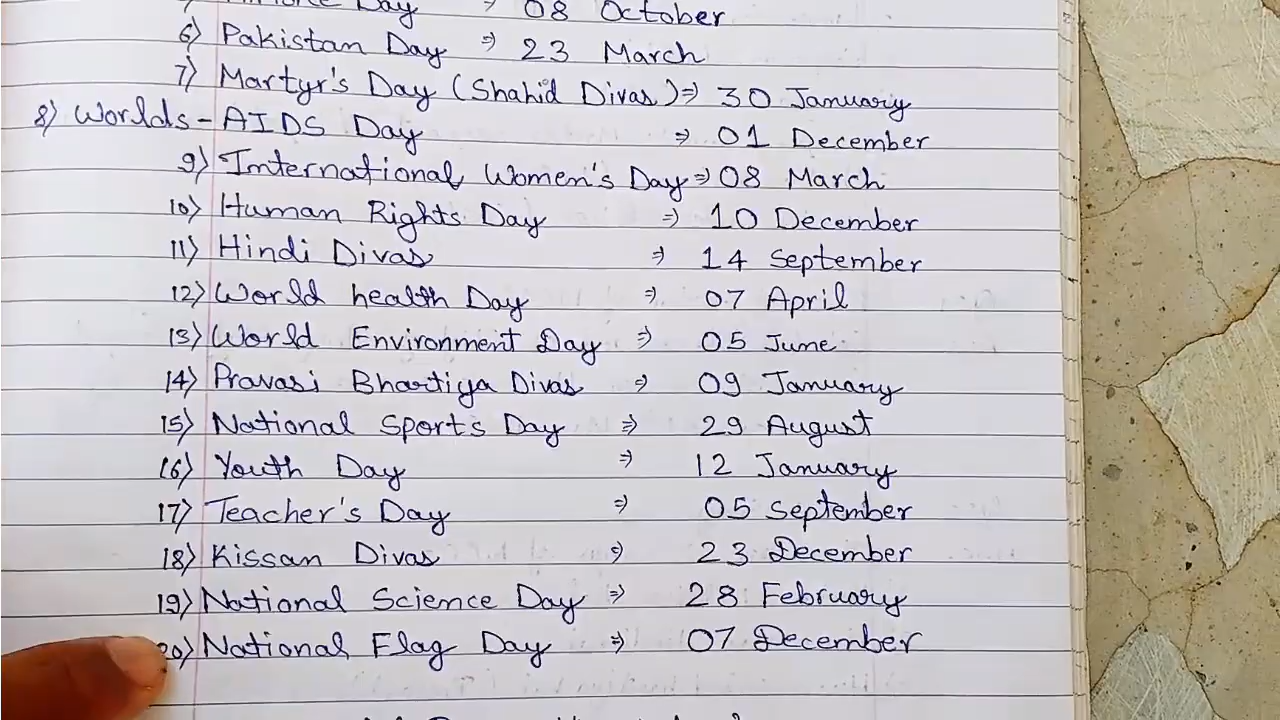 Day ⇒ 08 October
6) Pakistan Day ⇒ 23 March
7) Martyr's Day (Shahid Divas) ⇒ 30 January
8) Worlds - AIDS Day ⇒ 01 December
9) International Women's Day ⇒ 08 March
10) Human Rights Day ⇒ 10 December
11) Hindi Divas ⇒ 14 September
12) World health Day ⇒ 07 April
13) World Environment Day ⇒ 05 June
14) Pravasi Bhartiya Divas ⇒ 09 January
15) National Sports Day ⇒ 29 August
16) Youth Day ⇒ 12 January
17) Teacher's Day ⇒ 05 September
18) Kissan Divas ⇒ 23 December
19) National Science Day ⇒ 28 February
20) National Flag Day ⇒ 07 December